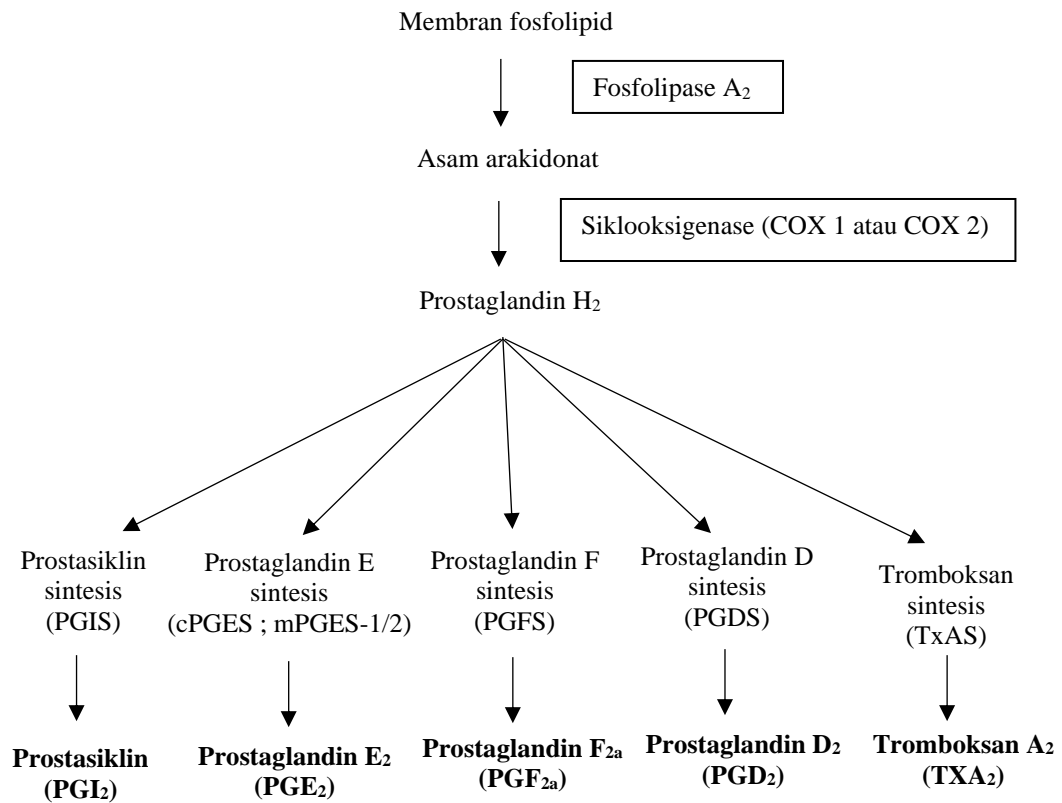 Membran fosfolipid
Fosfolipase A₂
Asam arakidonat
Siklooksigenase (COX 1 atau COX 2)
Prostaglandin H₂
Prostasiklin
sintesis
(PGIS)
Prostaglandin E
sintesis
(cPGES ; mPGES-1/2)
Prostaglandin F
sintesis
(PGFS)
Prostaglandin D
sintesis
(PGDS)
Tromboksan
sintesis
(TxAS)
Prostasiklin
(PGI₂)
Prostaglandin E₂
(PGE₂)
Prostaglandin F₂ₐ
(PGF₂ₐ)
Prostaglandin D₂
(PGD₂)
Tromboksan A₂
(TXA₂)